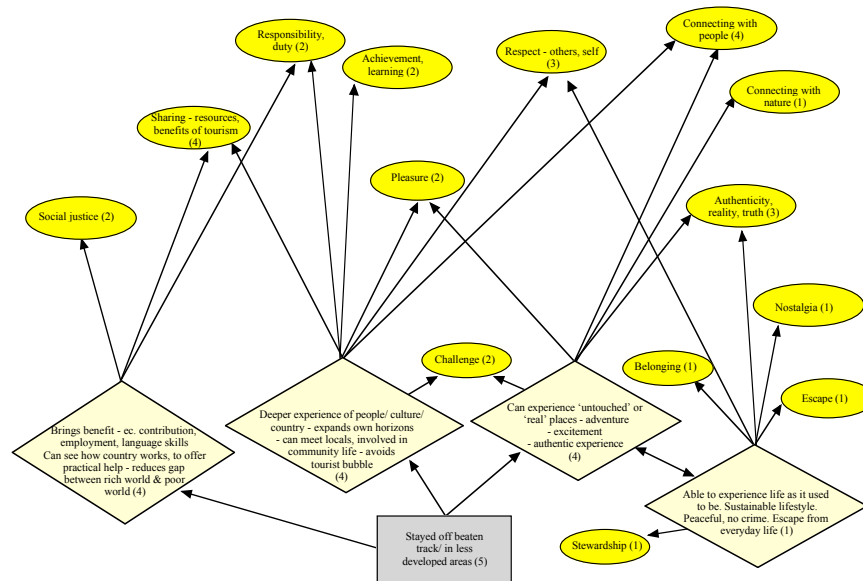 Responsibility,
duty (2)
Achievement,
learning (2)
Respect - others, self
(3)
Connecting with
people (4)
Connecting with
nature (1)
Sharing - resources,
benefits of tourism
(4)
Pleasure (2)
Social justice (2)
Authenticity,
reality, truth (3)
Nostalgia (1)
Challenge (2)
Belonging (1)
Escape (1)
Brings benefit - ec. contribution,
employment, language skills
Can see how country works, to offer
practical help - reduces gap
between rich world & poor
world (4)
Deeper experience of people/ culture/
country - expands own horizons
- can meet locals, involved in
community life - avoids
tourist bubble
(4)
Can experience ‘untouched’ or
‘real’ places - adventure
- excitement
- authentic experience
(4)
Able to experience life as it used
to be. Sustainable lifestyle.
Peaceful, no crime. Escape from
everyday life (1)
Stayed off beaten
track/ in less
developed areas (5)
Stewardship (1)